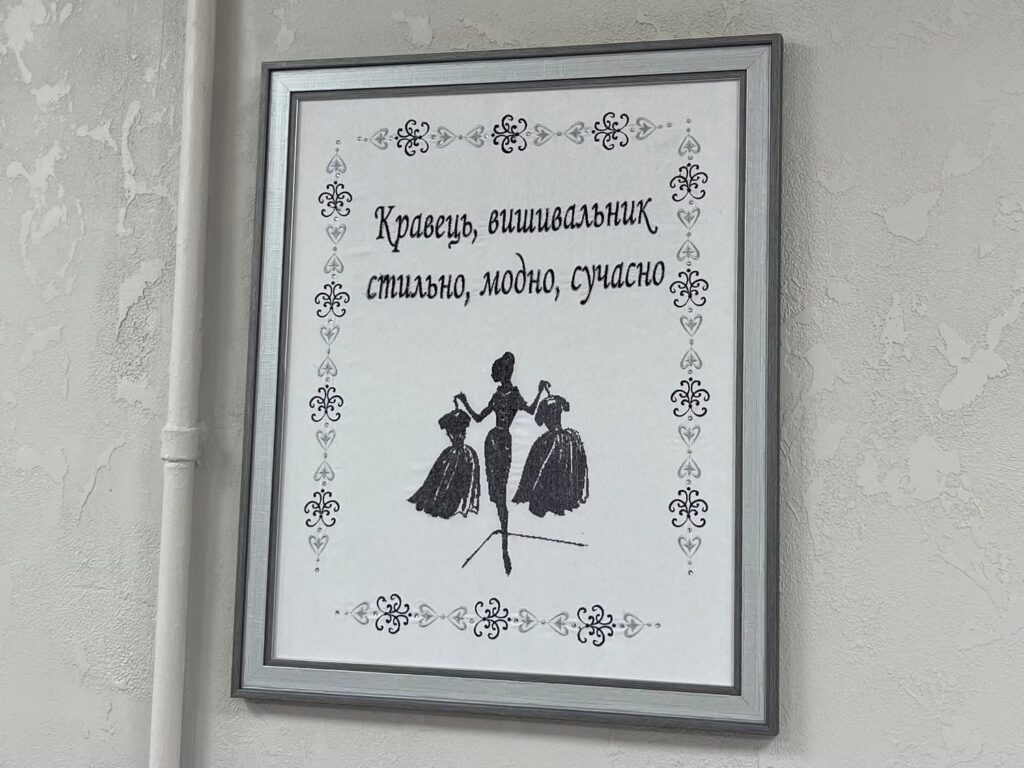 Кравець, вишивальник
стильно, модно, сучасно